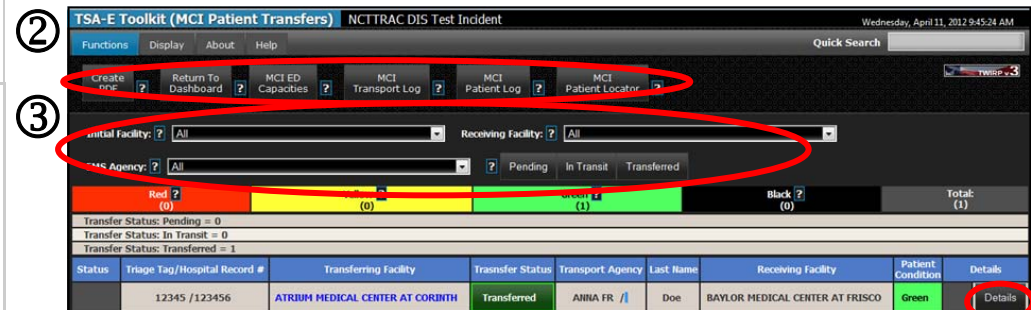 ②
TSA-E Toolkit (MCI Patient Transfers) NCTTRAC DIS Test Incident Wednesday, April 11, 2012 9:45:24 AM
Functions Display About Help Quick Search
Create PDF ? Return To Dashboard ? MCI ED Capacities ? MCI Transport Log ? MCI Patient Log ? MCI Patient Locator ? TWIRP v3
③
Initial Facility: ? All Receiving Facility: ? All
EMS Agency: ? All ? Pending In Transit Transferred
Red ? Yellow ? Green ? Black ? Total:
(0) (0) (1) (0) (1)
Transfer Status: Pending = 0
Transfer Status: In Transit = 0
Transfer Status: Transferred = 1
Status Triage Tag/Hospital Record # Transferring Facility Trasnsfer Status Transport Agency Last Name Receiving Facility Patient Condition Details
12345 /123456 ATRIUM MEDICAL CENTER AT CORINTH Transferred ANNA FR / Doe BAYLOR MEDICAL CENTER AT FRISCO Green Details